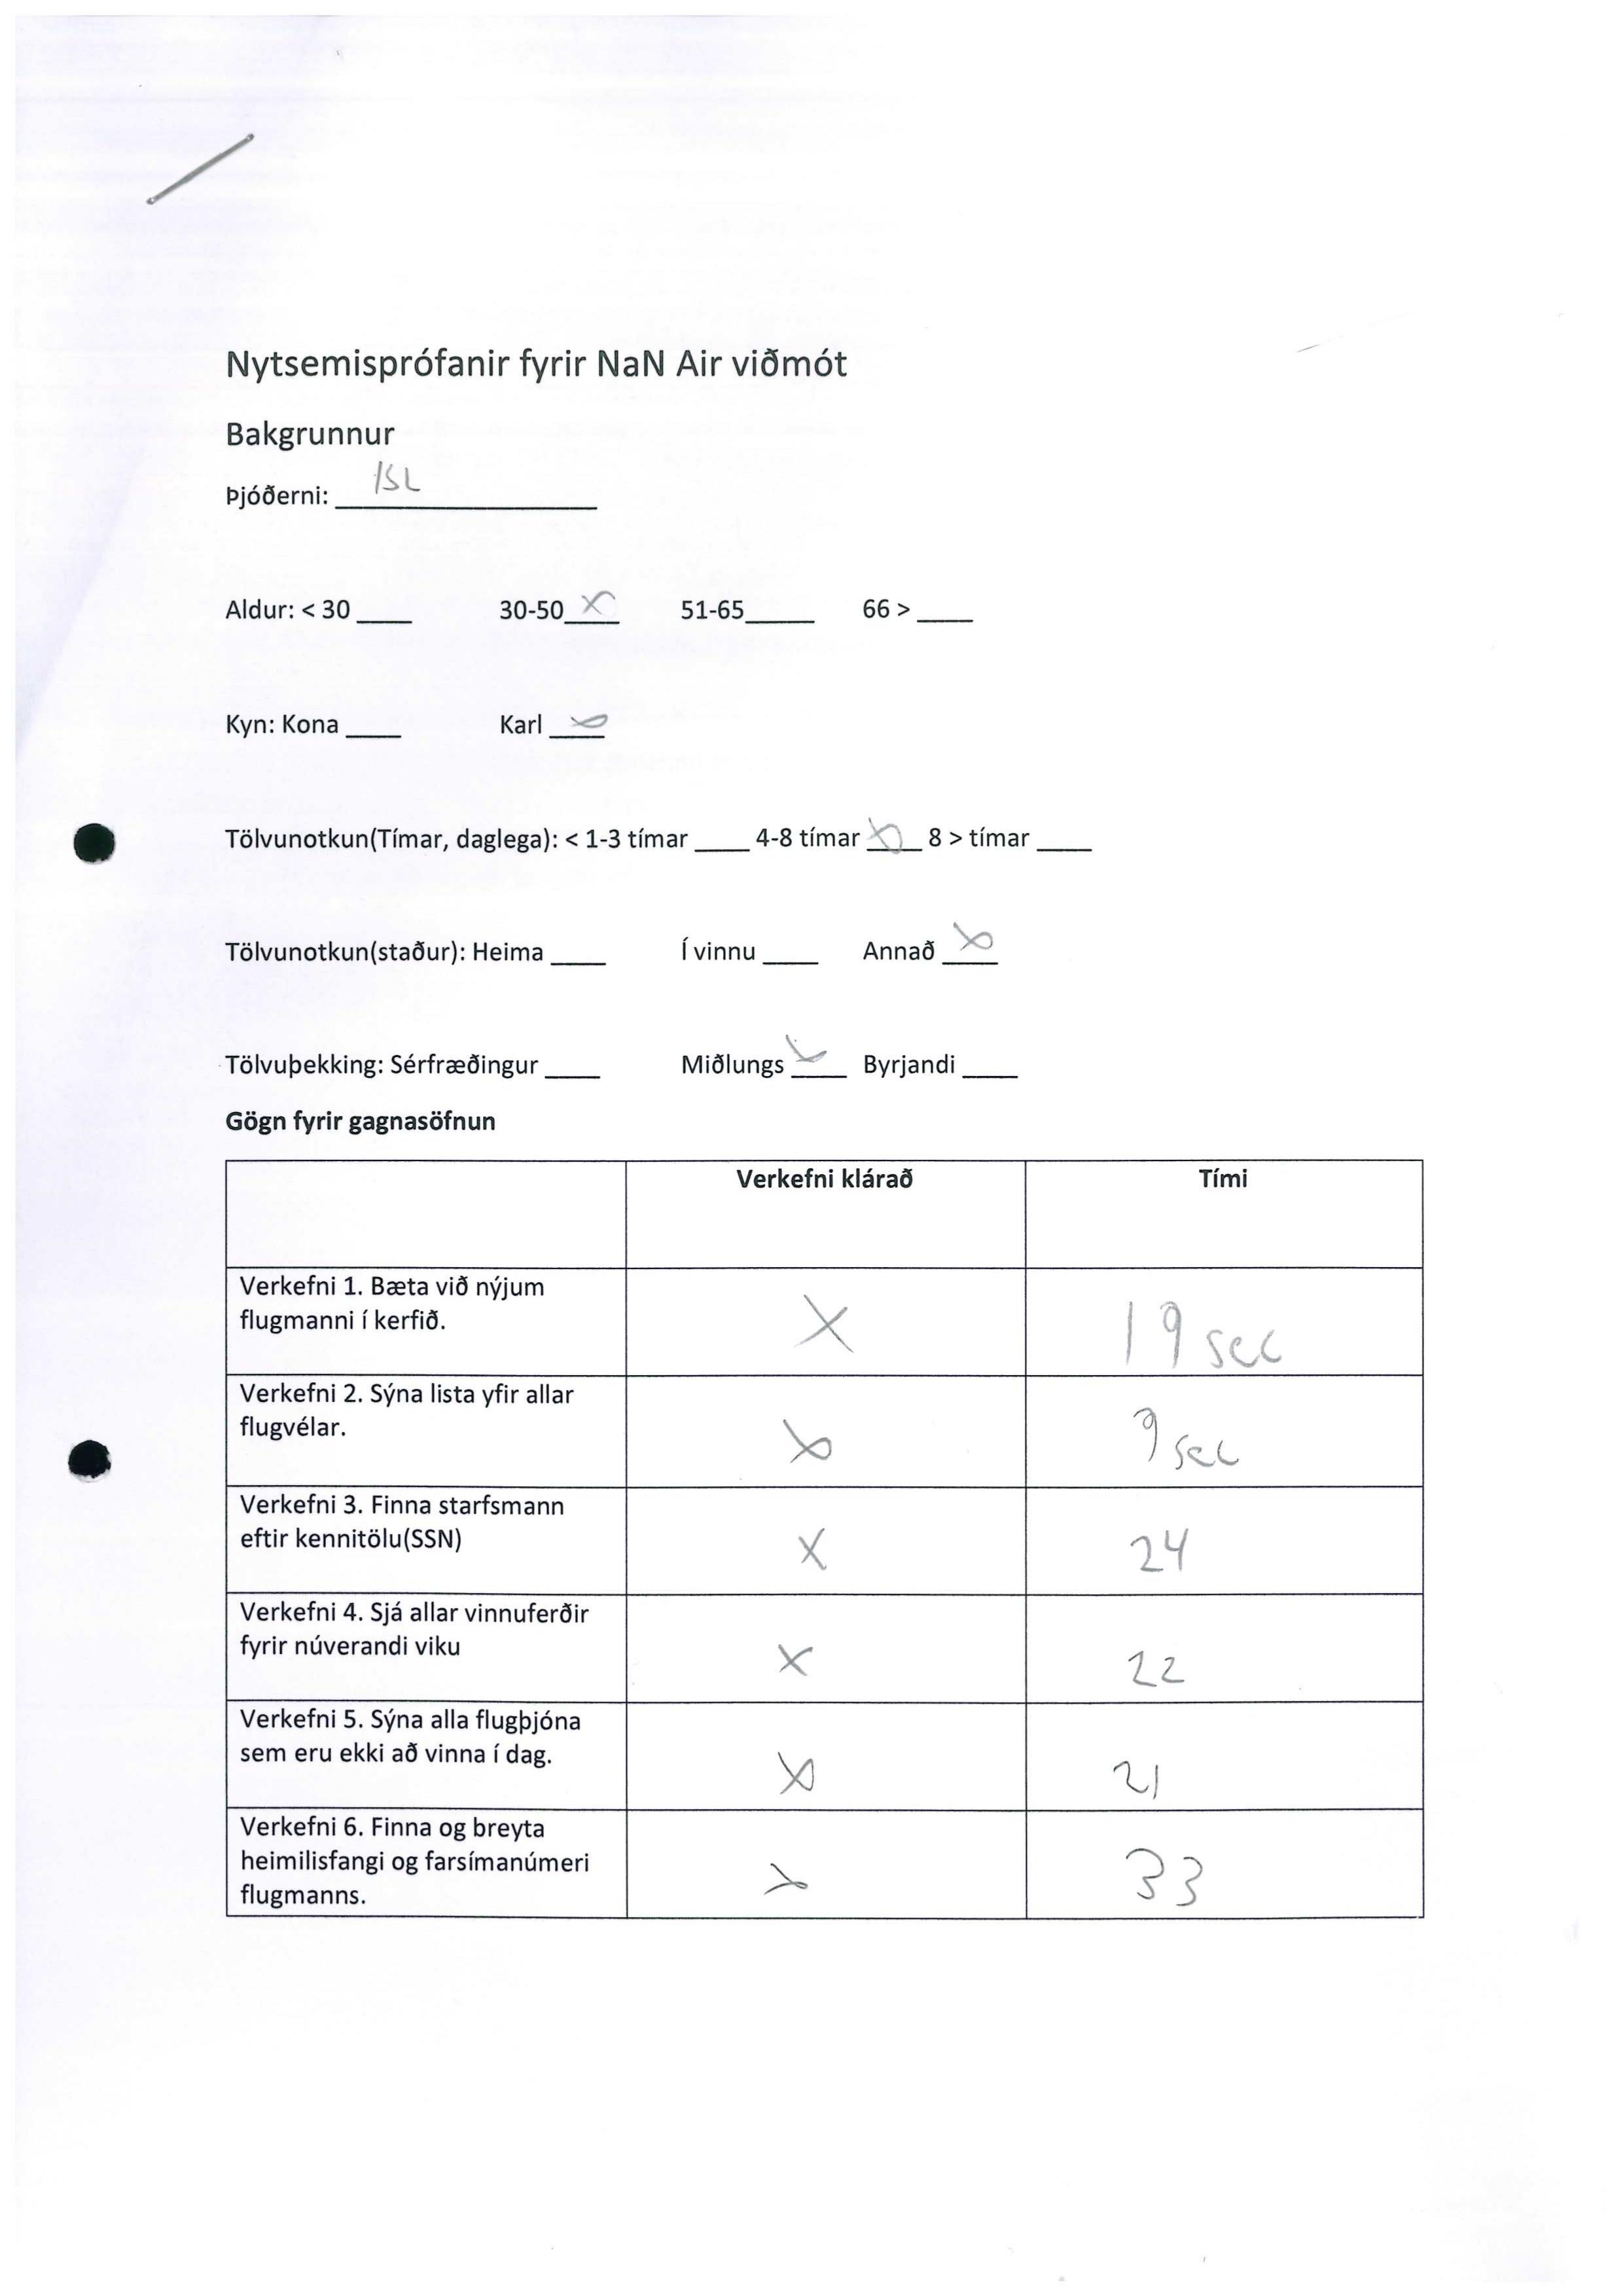 Nytsemisprófanir fyrir NaN Air viðmót
Bakgrunnur
Þjóðerni: ISL
Aldur: < 30 ____ 30-50 X 51-65 ____ 66 > ____
Kyn: Kona ____ Karl X
Tölvunotkun(Tímar, daglega): < 1-3 tímar ____ 4-8 tímar X 8 > tímar ____
Tölvunotkun(staður): Heima ____ Í vinnu ____ Annað X
Tölvuþekking: Sérfræðingur ____ Miðlungs X Byrjandi ____
Gögn fyrir gagnasöfnun
Verkefni klárað Tími
Verkefni 1. Bæta við nýjum
flugmanni í kerfið. X 19 sec
Verkefni 2. Sýna lista yfir allar
flugvélar. X 9 sec
Verkefni 3. Finna starfsmann
eftir kennitölu(SSN) X 24
Verkefni 4. Sjá allar vinnuferðir
fyrir núverandi viku X 22
Verkefni 5. Sýna alla flugþjóna
sem eru ekki að vinna í dag. X 21
Verkefni 6. Finna og breyta
heimilisfangi og farsímanúmeri X 33
flugmanns.